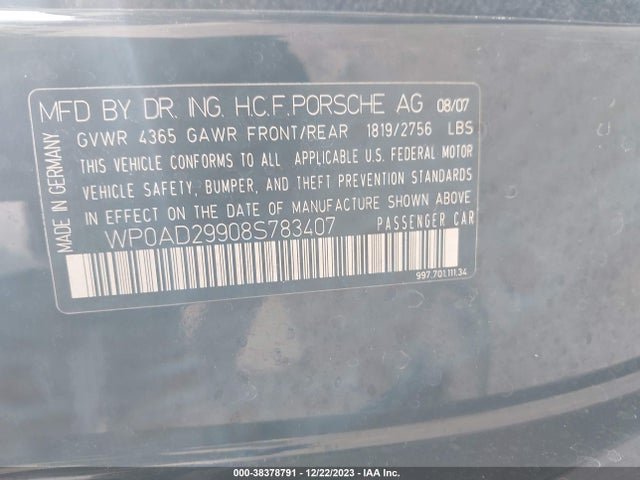 MFD BY DR. ING. H.C.F. PORSCHE AG 08/07
GVWR 4365 GAWR FRONT/REAR 1819/2756 LBS
THIS VEHICLE CONFORMS TO ALL APPLICABLE U.S. FEDERAL MOTOR
VEHICLE SAFETY, BUMPER, AND THEFT PREVENTION STANDARDS
IN EFFECT ON THE DATE OF MANUFACTURE SHOWN ABOVE
WP0AD29908S783407 PASSENGER CAR
997.701.111.34
MADE IN GERMANY
000-38378791 - 12/22/2023 - IAA Inc.